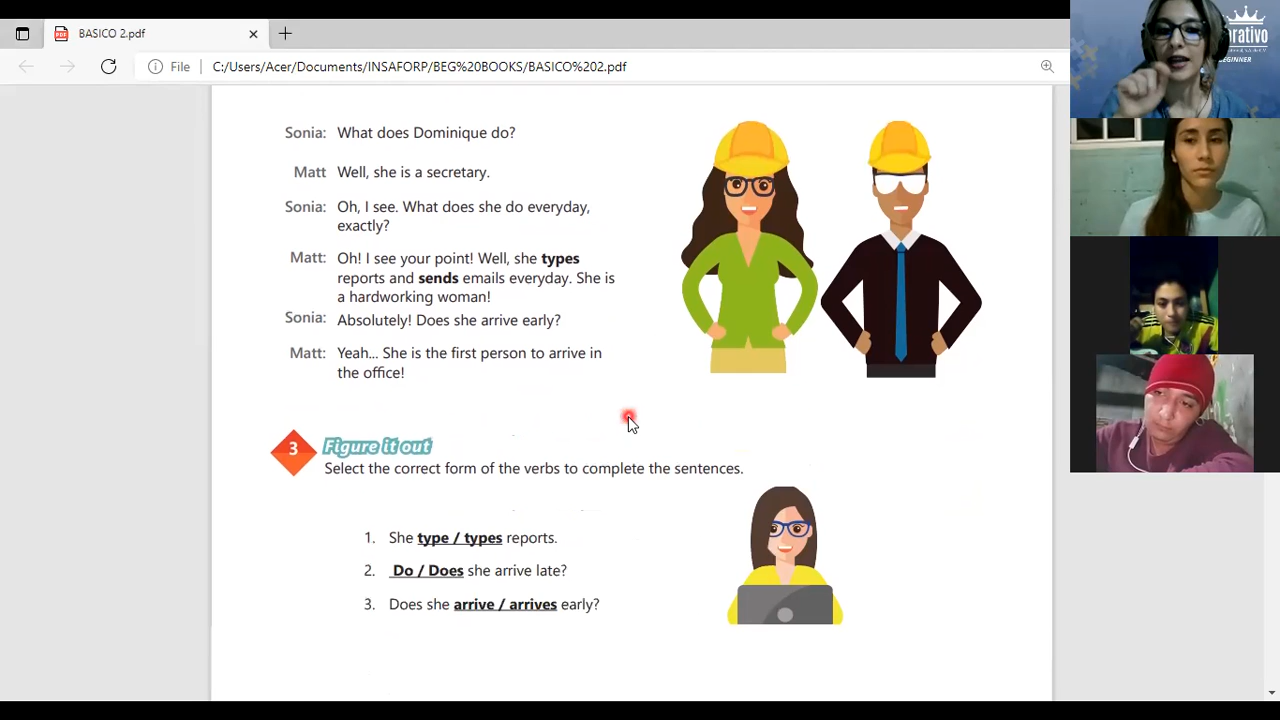 BASICO 2.pdf
File
C:/Users/Acer/Documents/INSAFORP/BEG%20BOOKS/BASICO%202.pdf
BEGINNER
Sonia: What does Dominique do?
Matt Well, she is a secretary.
Sonia: Oh, I see. What does she do everyday,
exactly?
Matt: Oh! I see your point! Well, she types
reports and sends emails everyday. She is
a hardworking woman!
Sonia: Absolutely! Does she arrive early?
Matt: Yeah... She is the first person to arrive in
the office!
3 Figure it out
Select the correct form of the verbs to complete the sentences.
1. She type / types reports.
2. Do / Does she arrive late?
3. Does she arrive / arrives early?